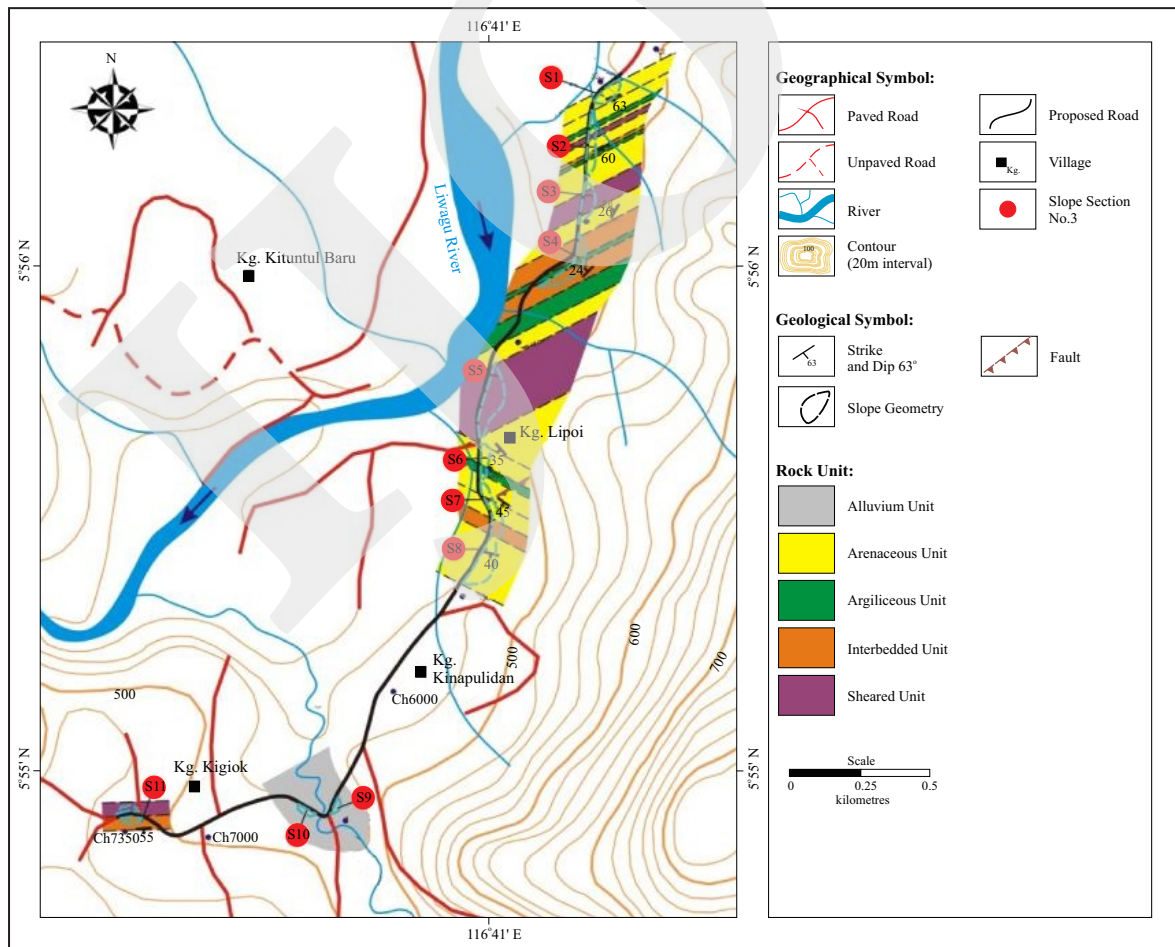 116°41' E
N
S1
63
S2
60
S3
26
Liwagu River
S4
5°56' N
5°56' N
Kg. Kituntul Baru
24
S5
Kg. Lipoi
S6
35
S7
45
S8
40
600
500
700
Kg.
Kinapulidan
Ch6000
500
5°55' N
5°55' N
Kg. Kigiok
S11
S9
S10
Ch735055
Ch7000
116°41' E
Geographical Symbol:
Paved Road
Proposed Road
Unpaved Road
Kg.
Village
River
Slope Section
No.3
100
Contour
(20m interval)
Geological Symbol:
63
Strike
and Dip 63°
Fault
Slope Geometry
Rock Unit:
Alluvium Unit
Arenaceous Unit
Argiliceous Unit
Interbedded Unit
Sheared Unit
Scale
0 0.25 0.5
kilometres